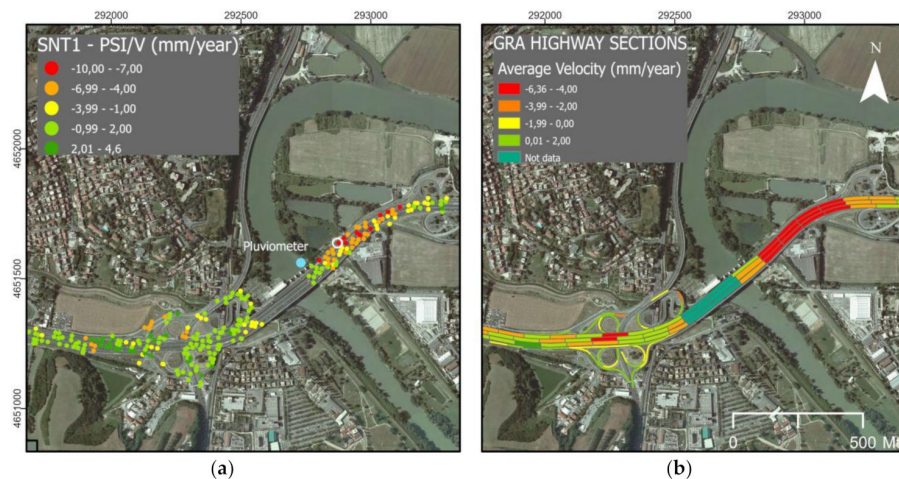 292000 292500 293000
292000 292500 293000
SNT1 - PSI/V (mm/year)
-10,00 - -7,00
-6,99 - -4,00
-3,99 - -1,00
-0,99 - 2,00
2,01 - 4,6
Pluviometer
4652000
4651500
4651000
GRA HIGHWAY SECTIONS
Average Velocity (mm/year)
-6,36 - -4,00
-3,99 - -2,00
-1,99 - 0,00
0,01 - 2,00
Not data
N
0 500 Mt
(a)
(b)